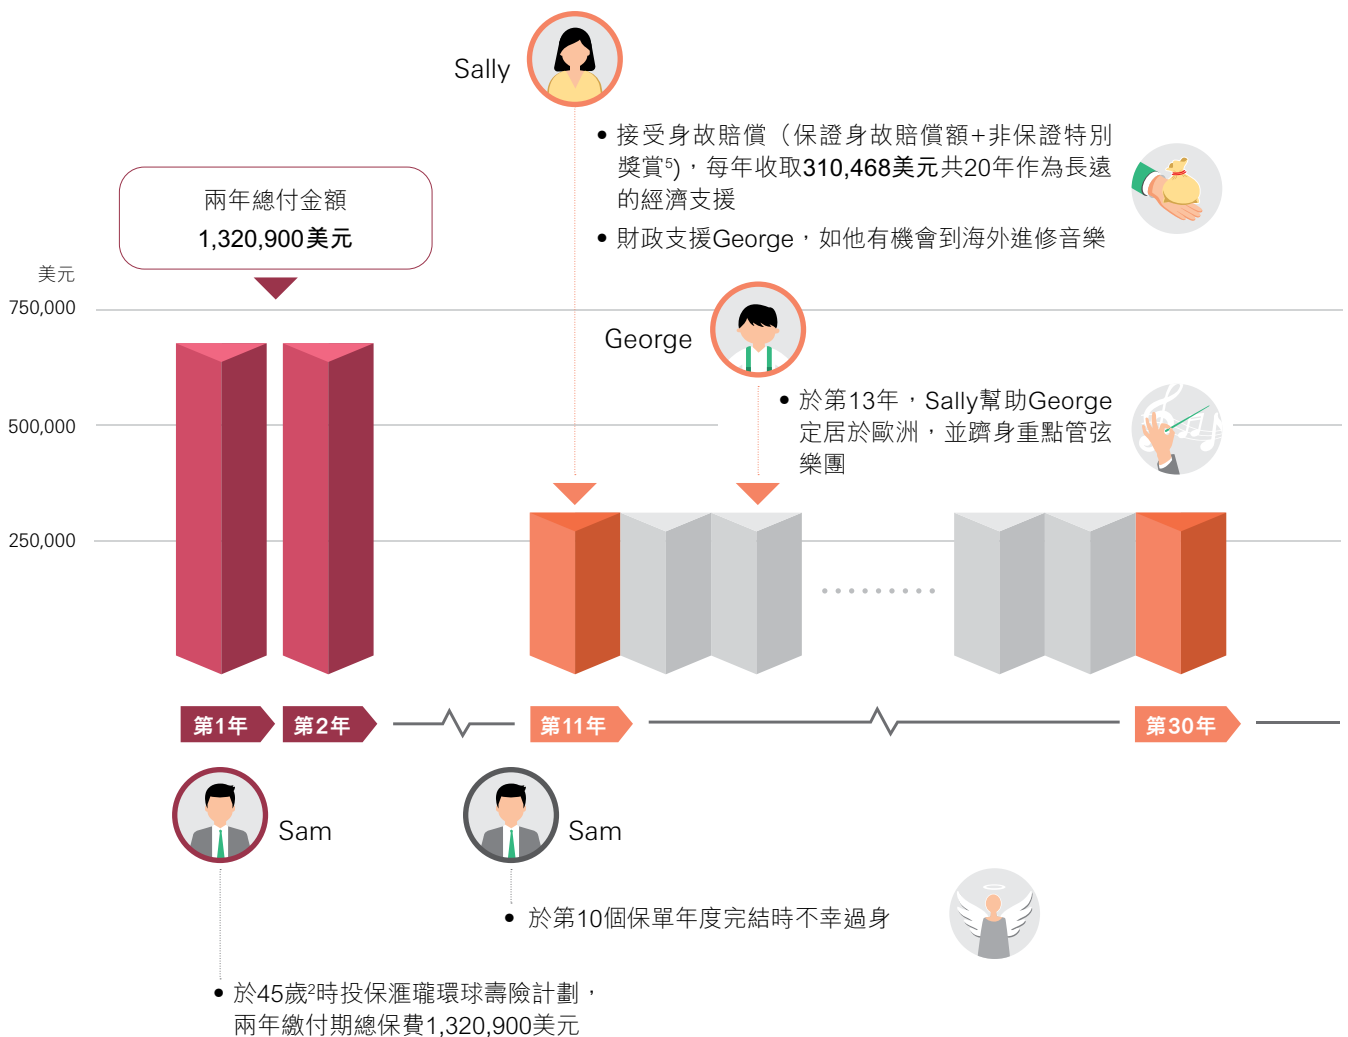 Sally
• 接受身故賠償（保證身故賠償額+非保證特別
獎賞⁵)，每年收取310,468美元共20年作為長遠
的經濟支援
• 財政支援George，如他有機會到海外進修音樂
兩年總付金額
1,320,900美元
美元
750,000
500,000
250,000
George
• 於第13年，Sally幫助George
定居於歐洲，並躋身重點管弦
樂團
第1年
第2年
第11年
第30年
Sam
Sam
• 於第10個保單年度完結時不幸過身
• 於45歲²時投保滙瓏環球壽險計劃，
兩年繳付期總保費1,320,900美元